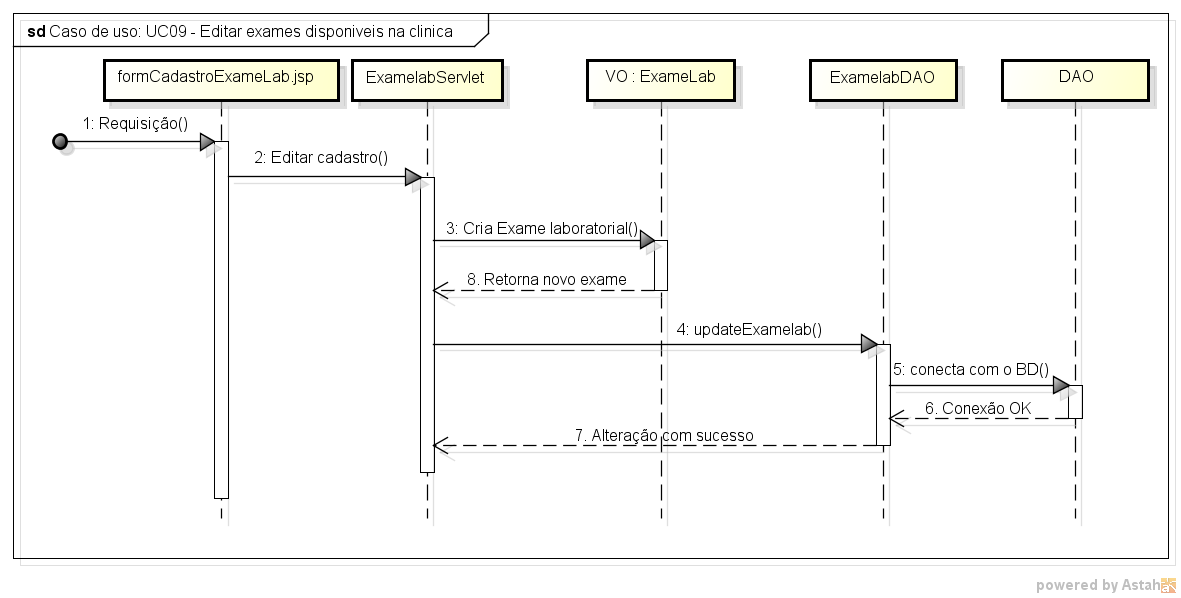 sd Caso de uso: UC09 - Editar exames disponiveis na clinica
formCadastroExameLab.jsp
ExamelabServlet
VO : ExameLab
ExamelabDAO
DAO
1: Requisição()
2: Editar cadastro()
3: Cria Exame laboratorial()
8. Retorna novo exame
4: updateExamelab()
5: conecta com o BD()
6. Conexão OK
7. Alteração com sucesso
powered by Astah